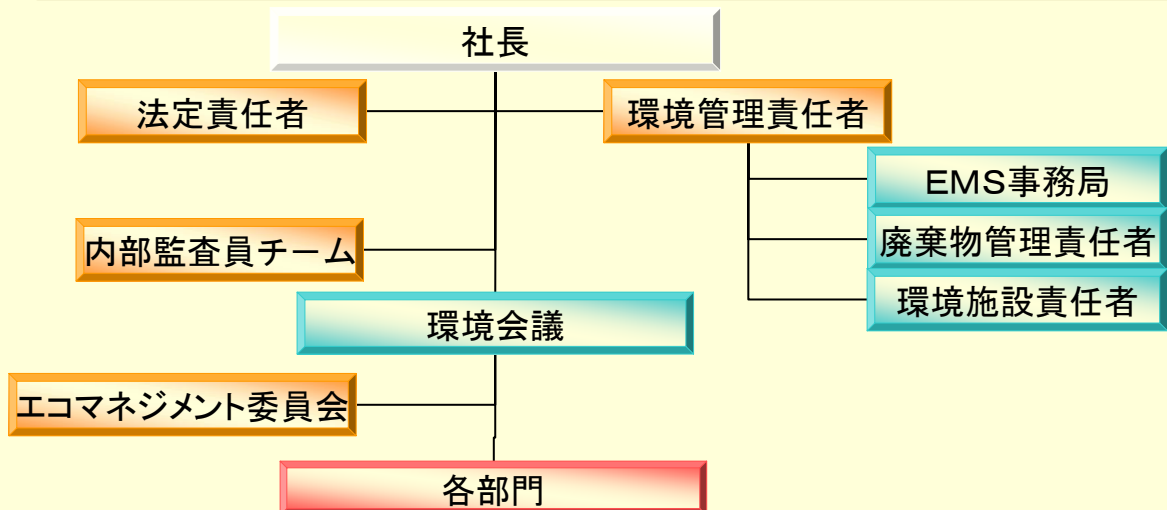 社長
法定責任者
環境管理責任者
EMS事務局
内部監査員チーム
廃棄物管理責任者
環境施設責任者
環境会議
エコマネジメント委員会
各部門